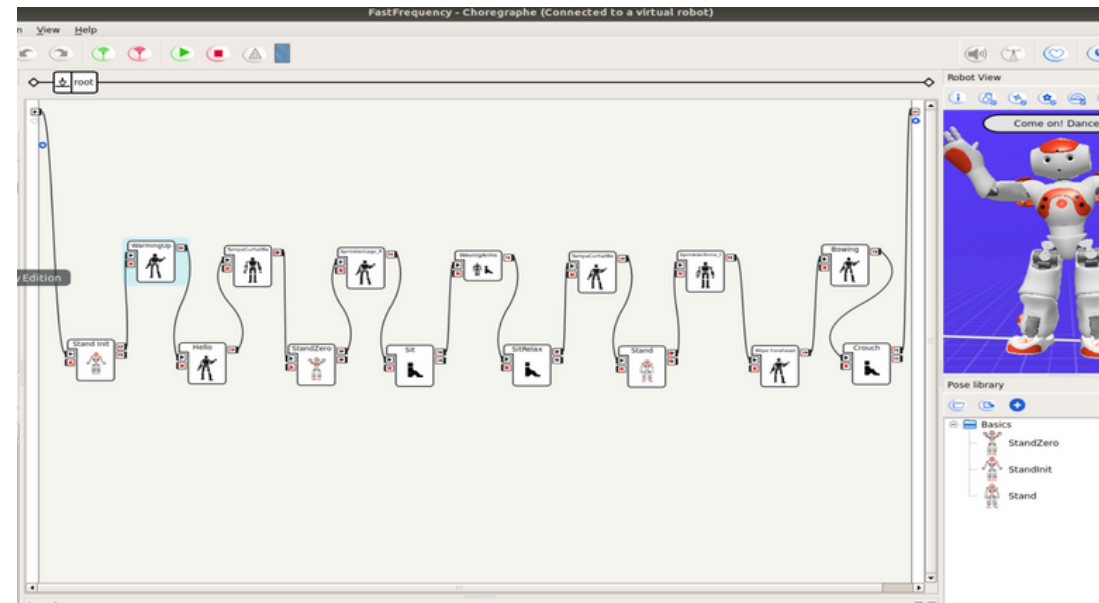 FastFrequency - Choregraphe (Connected to a virtual robot)
n View Help
root
Robot View
Come on! Dance
WarmingUp
Bowing
WavingArms
y Edition
Stand Init
Hello
StandZero
Sit
SitRelax
Stand
Wipe Forehead
Crouch
Pose library
Basics
StandZero
StandInit
Stand